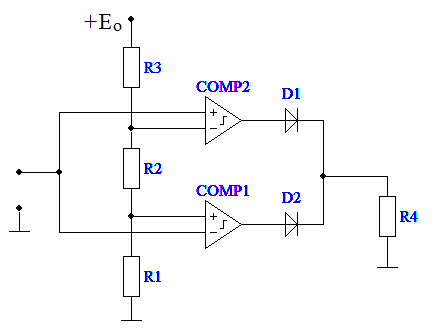 +Eo
R3
COMP2
+
−
D1
R2
COMP1
+
−
D2
R4
R1